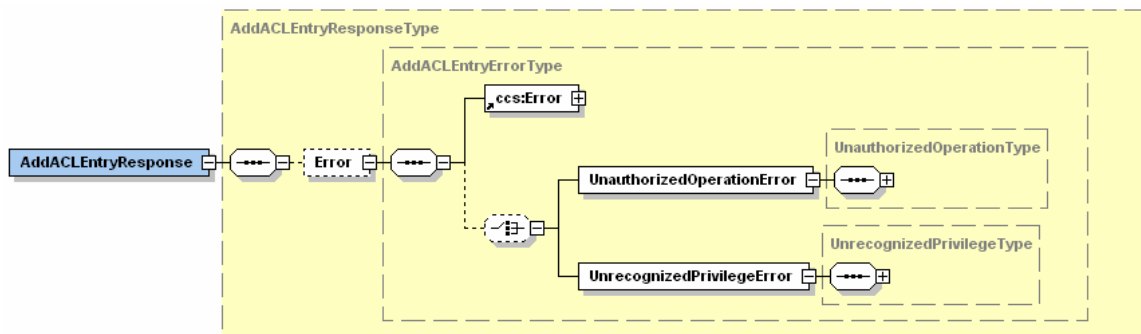 AddACLEntryResponseType
AddACLEntryErrorType
ccs:Error
AddACLEntryResponse
Error
UnauthorizedOperationType
UnauthorizedOperationError
UnrecognizedPrivilegeType
UnrecognizedPrivilegeError